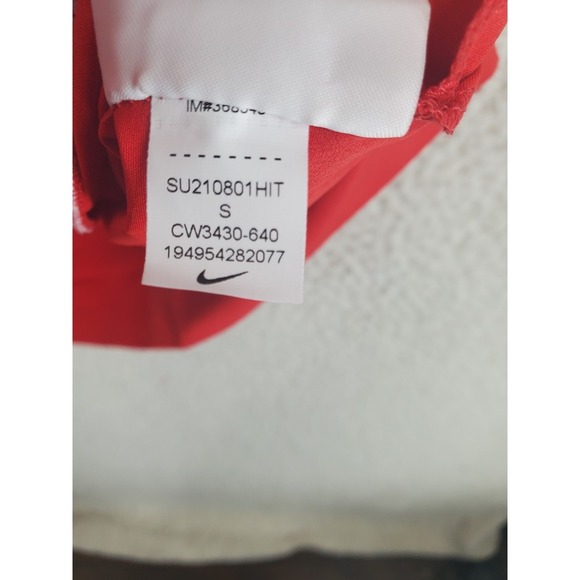 --------
SU210801HIT
S
CW3430-640
194954282077